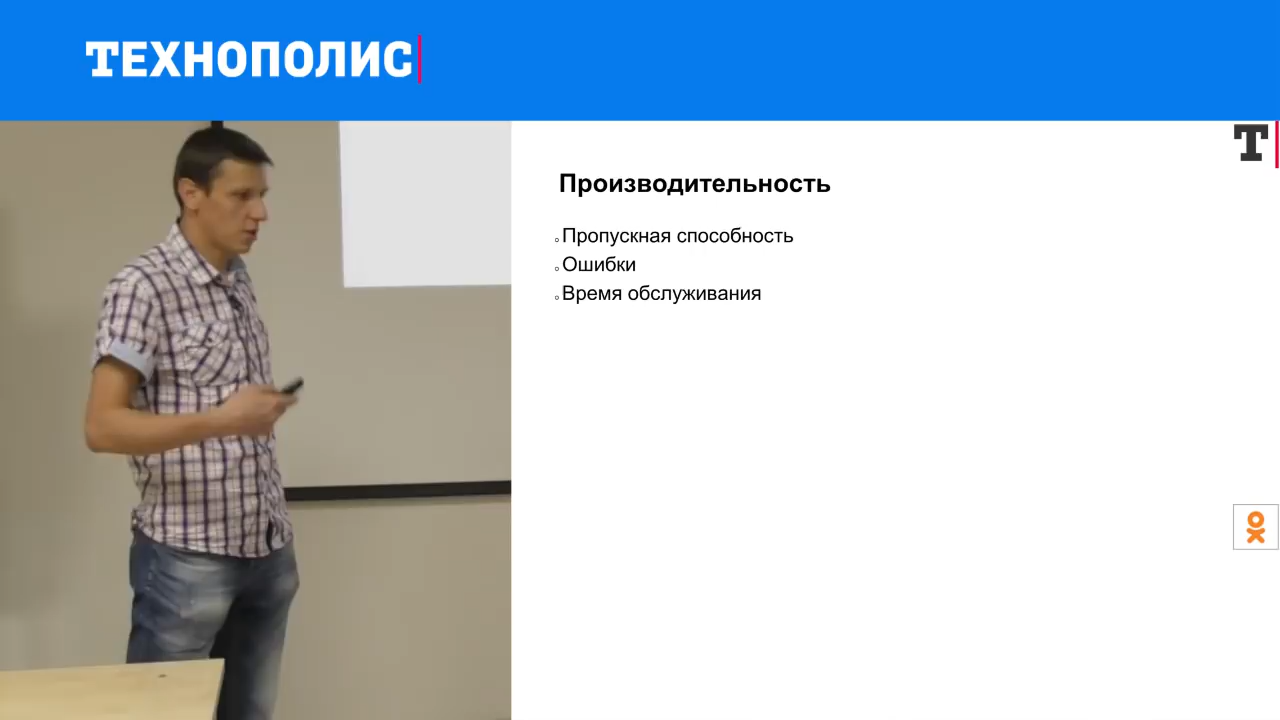 ТЕХНОПОЛИС
Т
Производительность
Пропускная способность
Ошибки
Время обслуживания